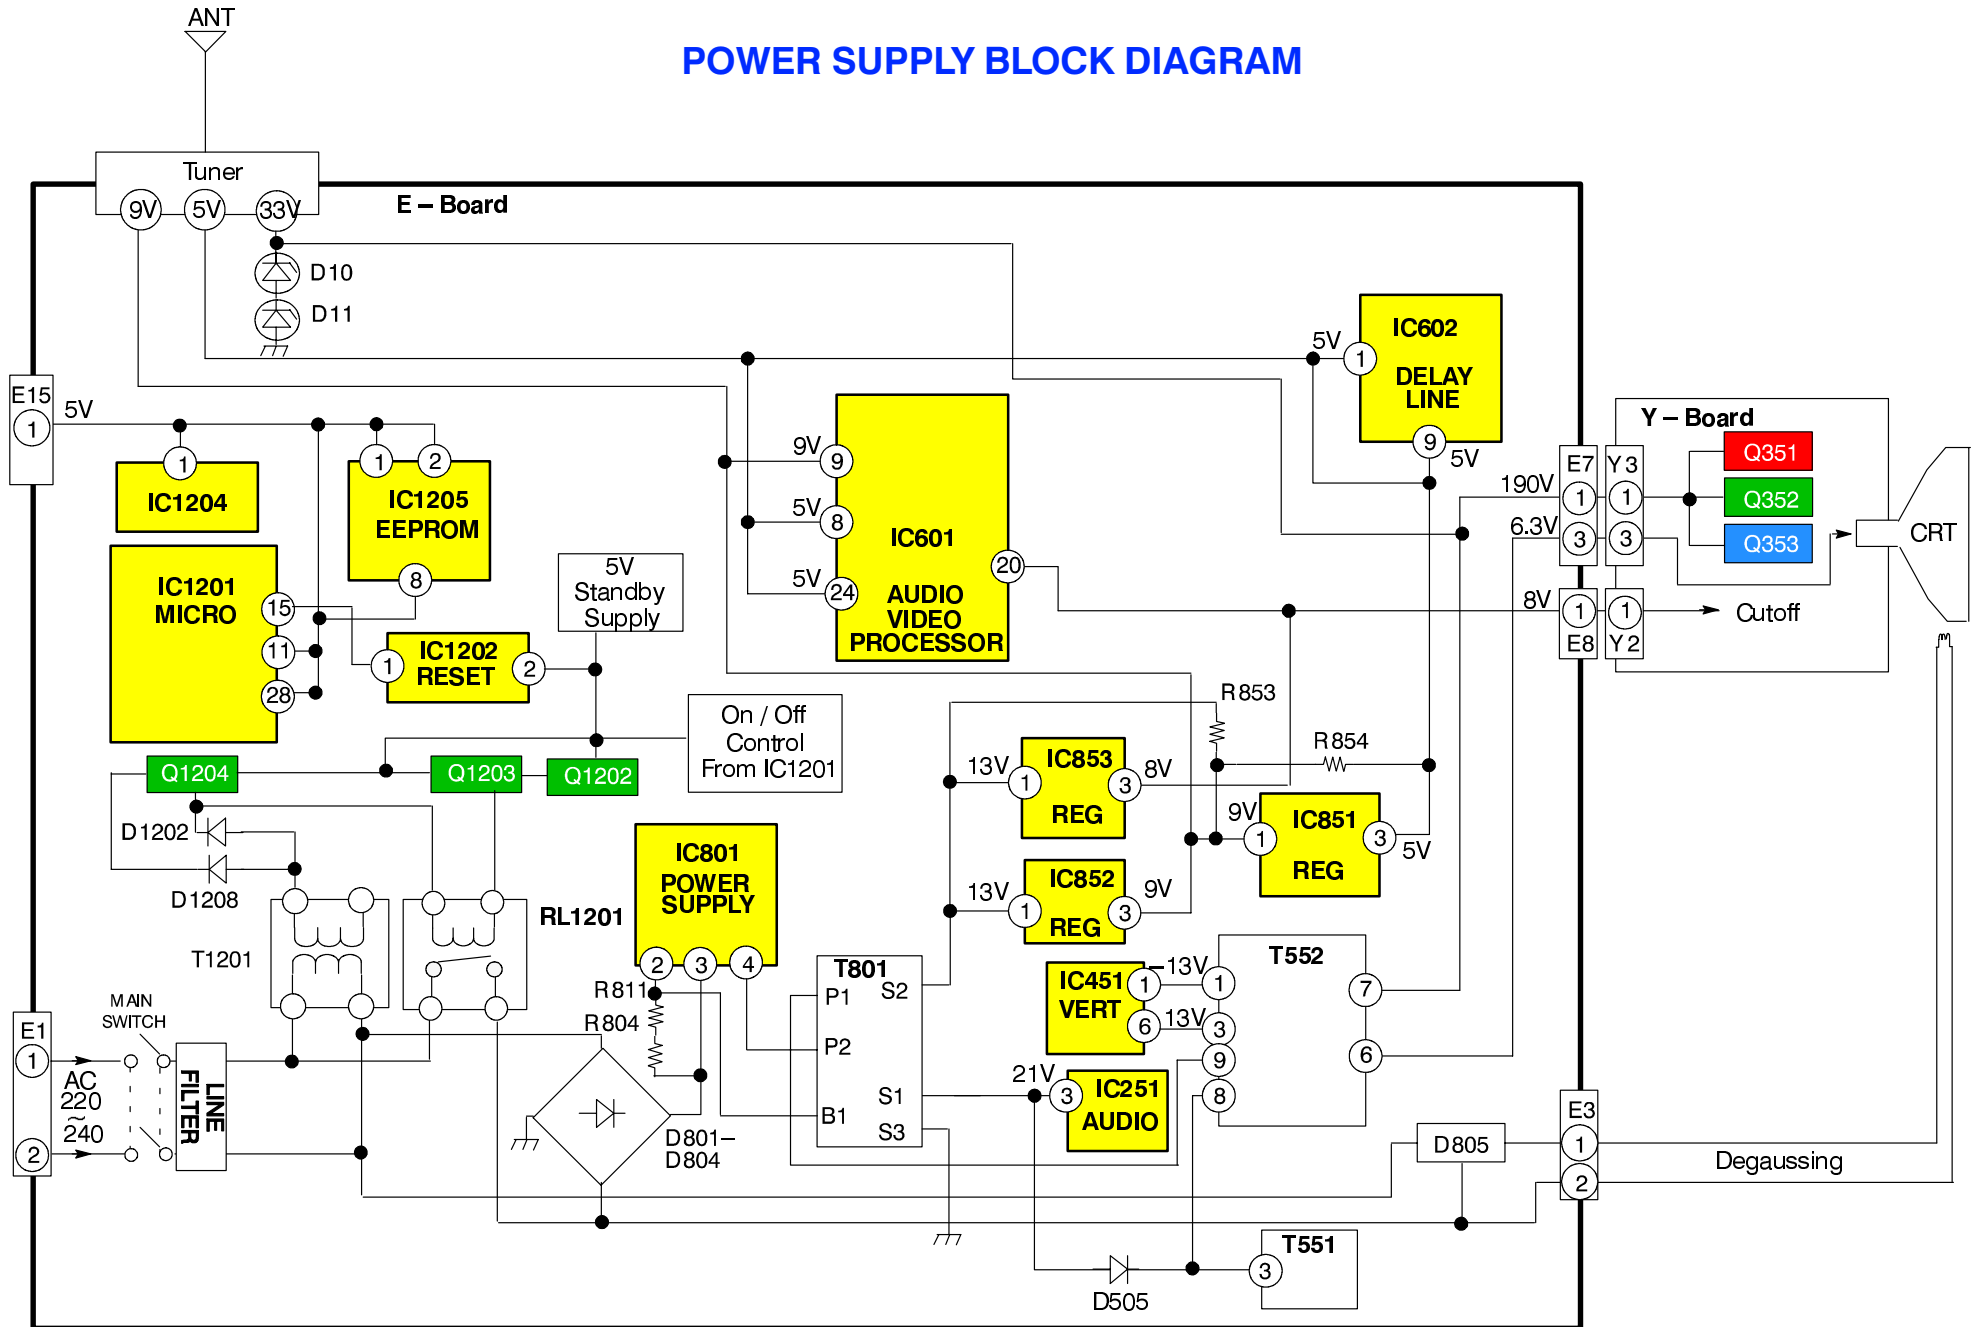 ANT
POWER SUPPLY BLOCK DIAGRAM
Tuner
9V 5V 33V
E – Board
D10
D11
IC602
5V 1
DELAY
LINE
9
5V
E15
1
5V
1
IC1204
1 2
IC1205
EEPROM
8
IC1201
MICRO
15
11
28
5V
Standby
Supply
1
IC1202
RESET
2
9V 9
5V 8
5V 24
IC601
AUDIO
VIDEO
PROCESSOR
20
Y – Board
190V
6.3V
8V
E7
1
3
1
E8
Y3
1
3
1
Y2
Q351
Q352
Q353
Cutoff
CRT
On / Off
Control
From IC1201
Q1204
Q1203
Q1202
D1202
D1208
T1201
RL1201
R853
R854
13V 1
IC853
REG
3 8V
13V 1
IC852
REG
3 9V
9V
1
IC851
REG
3
5V
IC801
POWER
SUPPLY
2 3 4
R811
R804
D801–
D804
T801
P1
P2
B1
S2
S1
S3
IC451
VERT
1 –13V 1
6 13V 3
9
8
T552
7
6
21V
3
IC251
AUDIO
MAIN
SWITCH
E1
1
2
AC
220
~
240
LINE
FILTER
D805
E3
1
2
Degaussing
D505
T551
3